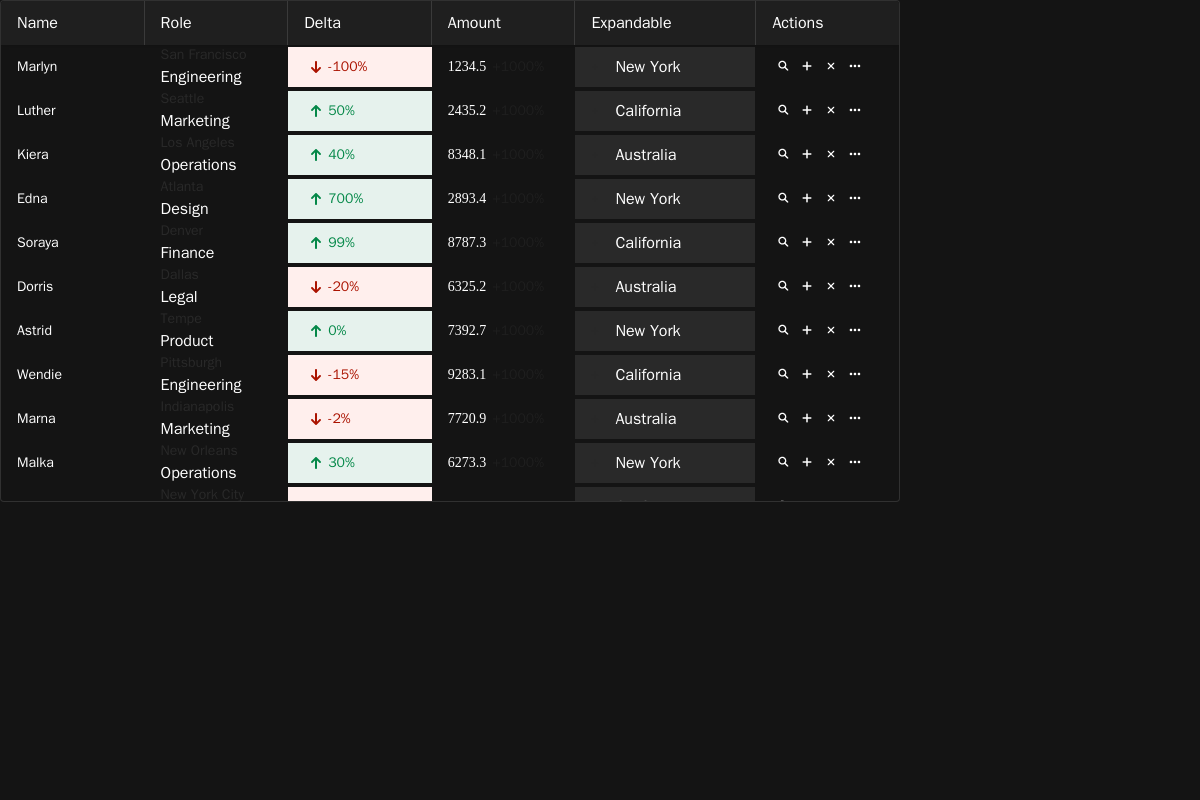 Name Role Delta Amount Expandable Actions
San Francisco
Marlyn Engineering -100% 1234.5 +1000% New York
Seattle
Luther Marketing 50% 2435.2 +1000% California
Los Angeles
Kiera Operations 40% 8348.1 +1000% Australia
Atlanta
Edna Design 700% 2893.4 +1000% New York
Denver
Soraya Finance 99% 8787.3 +1000% California
Dallas
Dorris Legal -20% 6325.2 +1000% Australia
Tempe
Astrid Product 0% 7392.7 +1000% New York
Pittsburgh
Wendie Engineering -15% 9283.1 +1000% California
Indianapolis
Marna Marketing -2% 7720.9 +1000% Australia
New Orleans
Malka Operations 30% 6273.3 +1000% New York
New York City